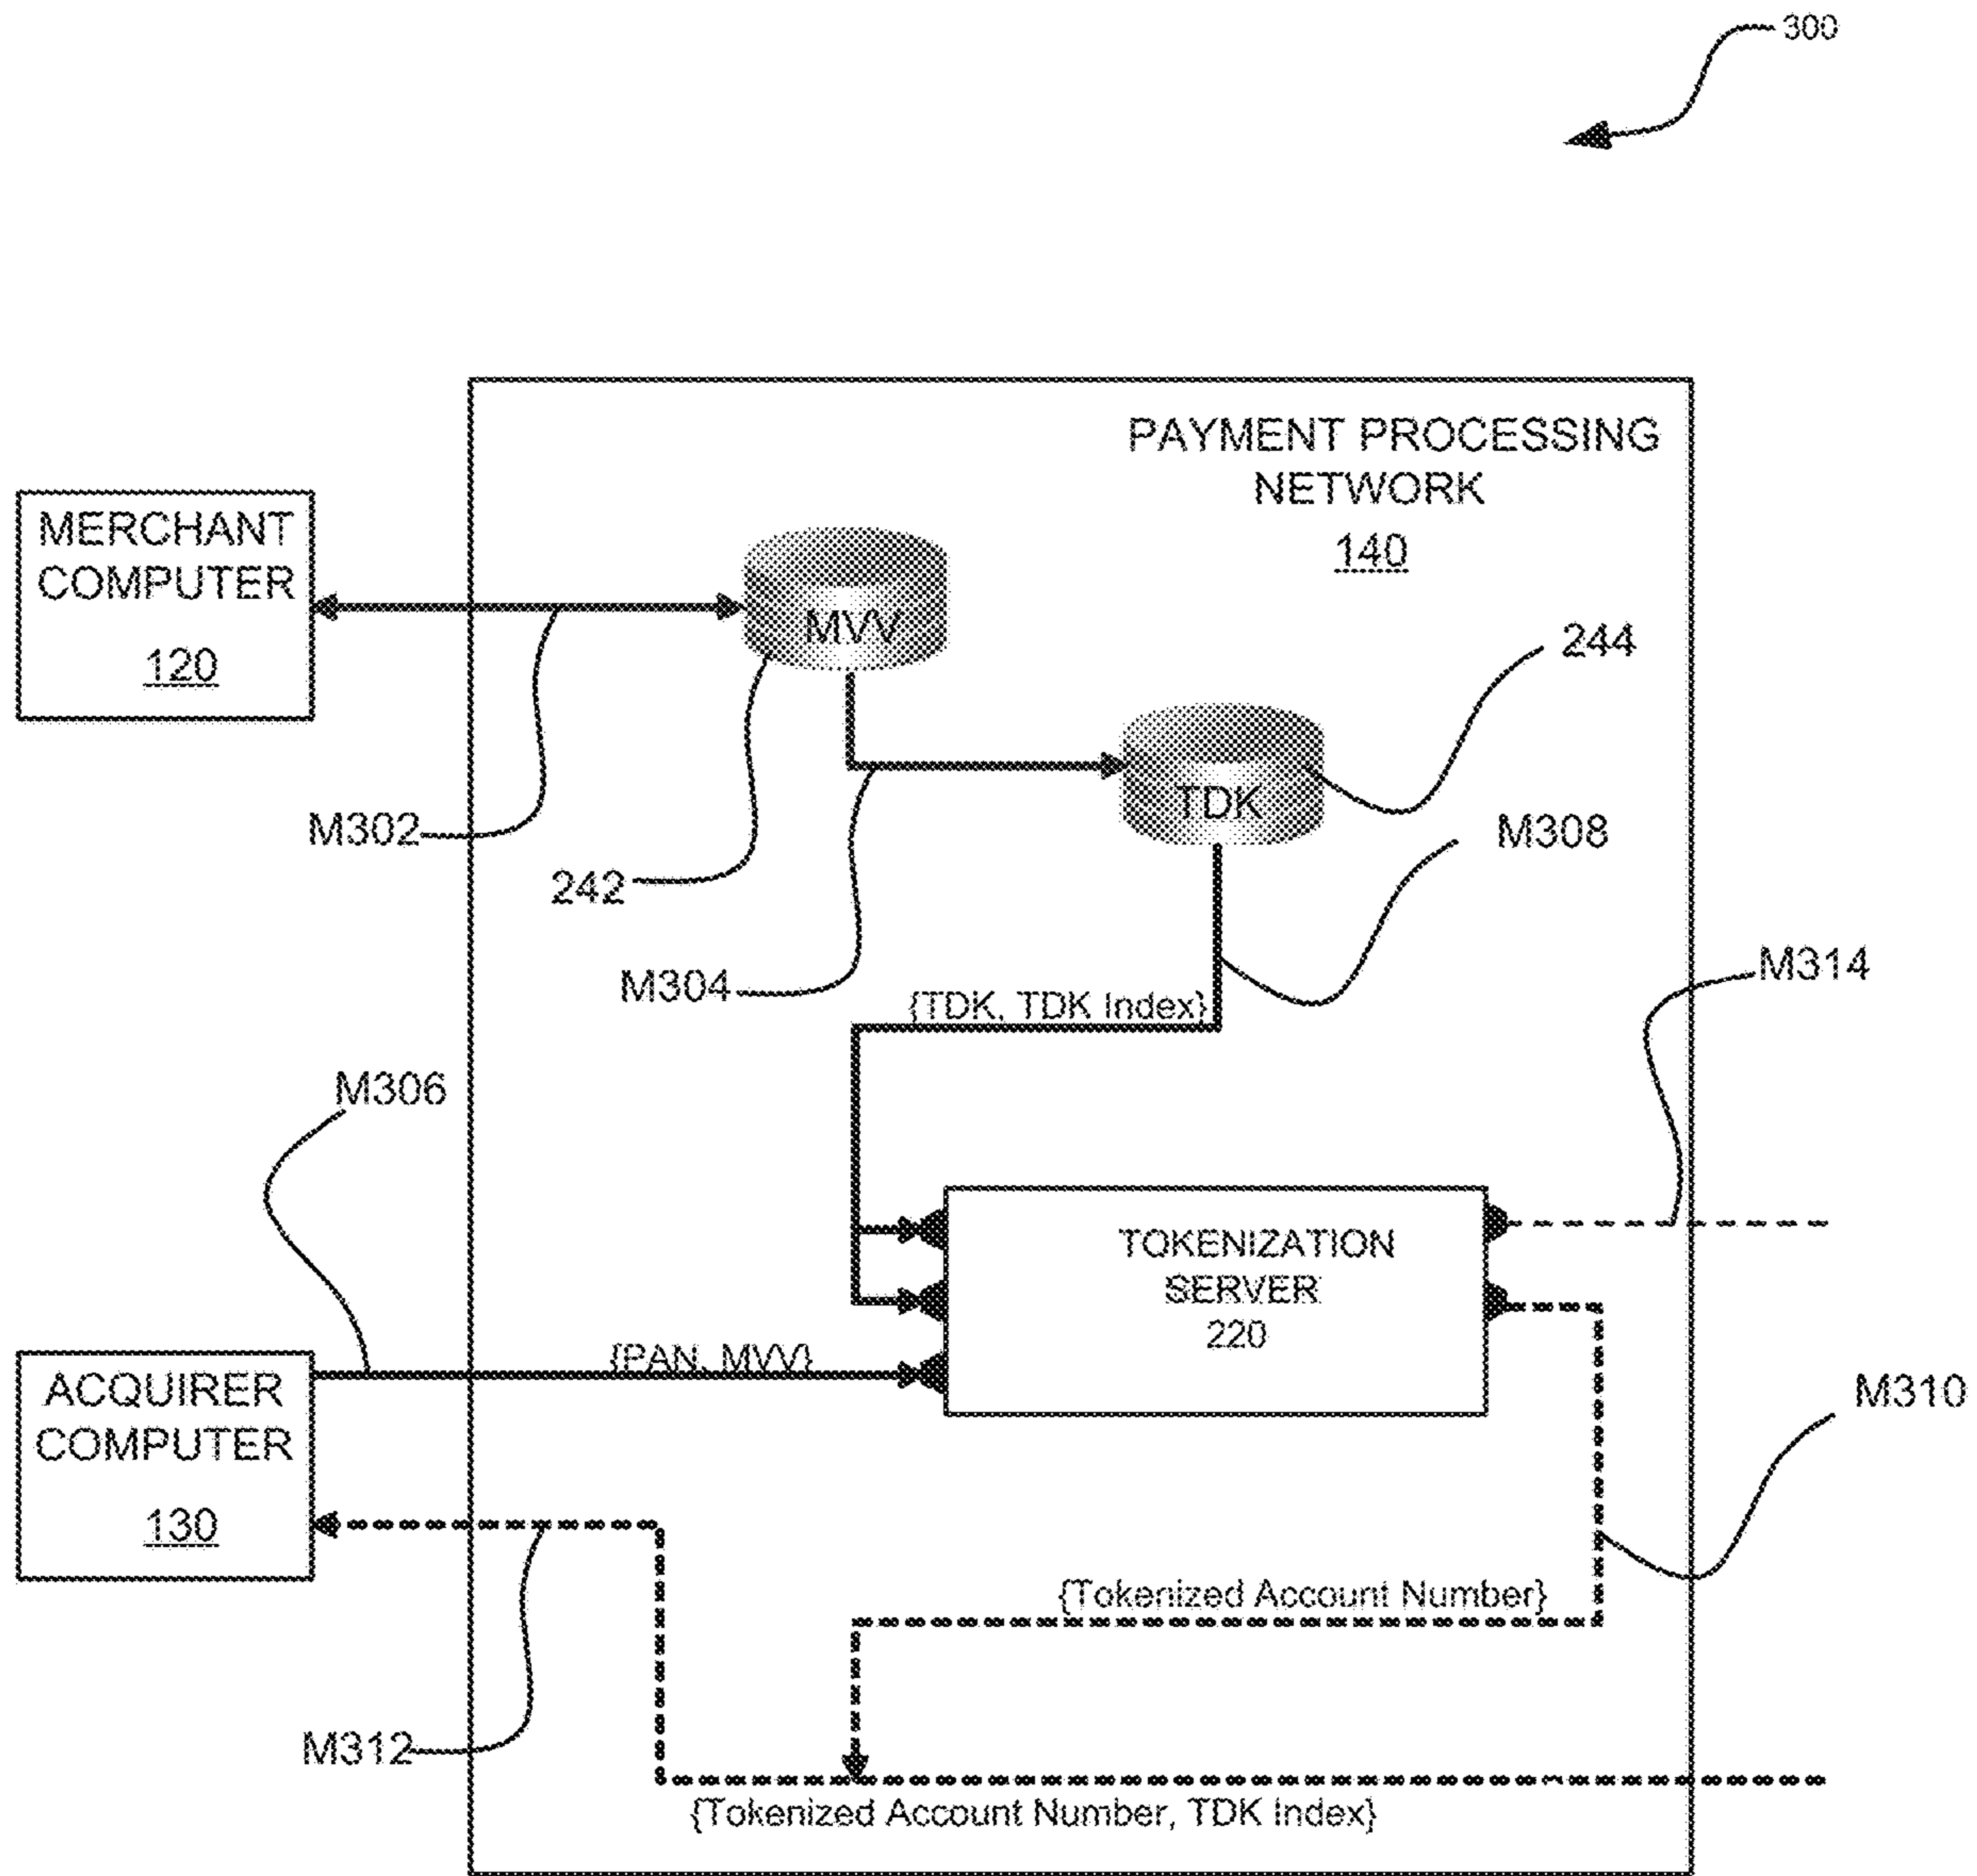 300
PAYMENT PROCESSING
NETWORK
140
MERCHANT
COMPUTER
120
MVV
244
TDK
M302
M308
242
M304
M314
{TDK, TDK Index}
M306
TOKENIZATION
SERVER
220
{PAN, MVV}
ACQUIRER
COMPUTER
130
M310
{Tokenized Account Number}
M312
{Tokenized Account Number, TDK Index}